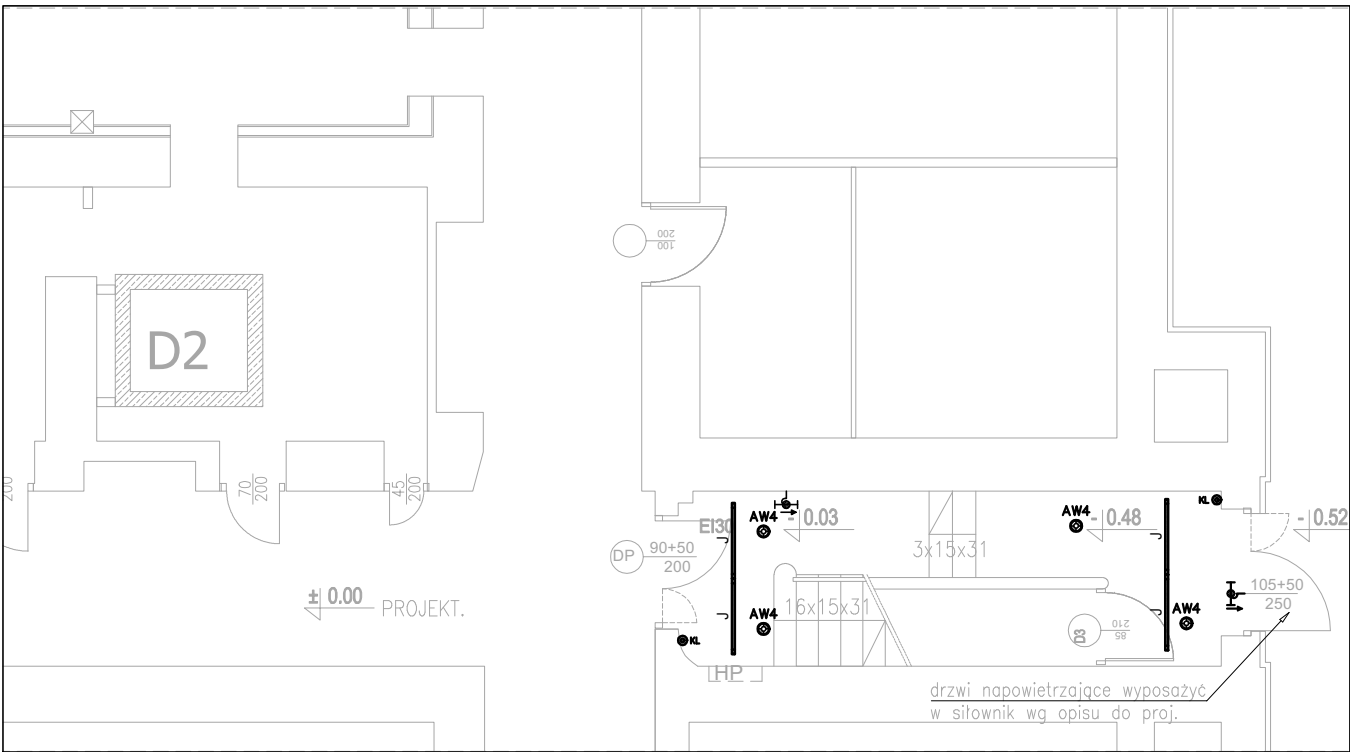 200
100
D2
200
70
200
45
200
EI30
AW4
- 0.03
AW4
- 0.48
KL
- 0.52
DP
90+50
200
3x15x31
105+50
250
± 0.00 PROJEKT.
AW4
16x15x31
D3
85
210
AW4
KL
HP
drzwi napowietrzające wyposażyć
w siłownik wg opisu do proj.